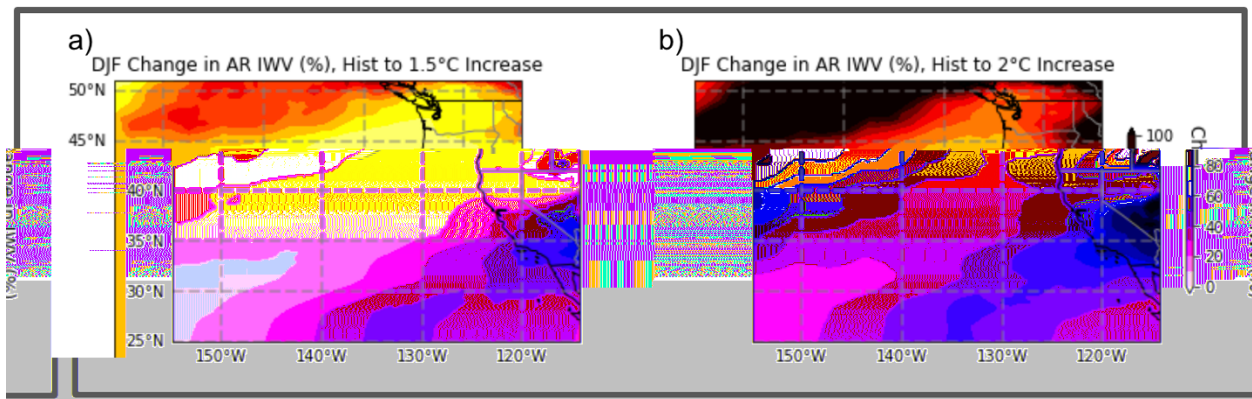 a)
DJF Change in AR IWV (%), Hist to 1.5°C Increase
50°N
45°N
40°N
35°N
30°N
25°N
150°W 140°W 130°W 120°W
b)
DJF Change in AR IWV (%), Hist to 2°C Increase
150°W 140°W 130°W 120°W
100
80
60
40
20
0